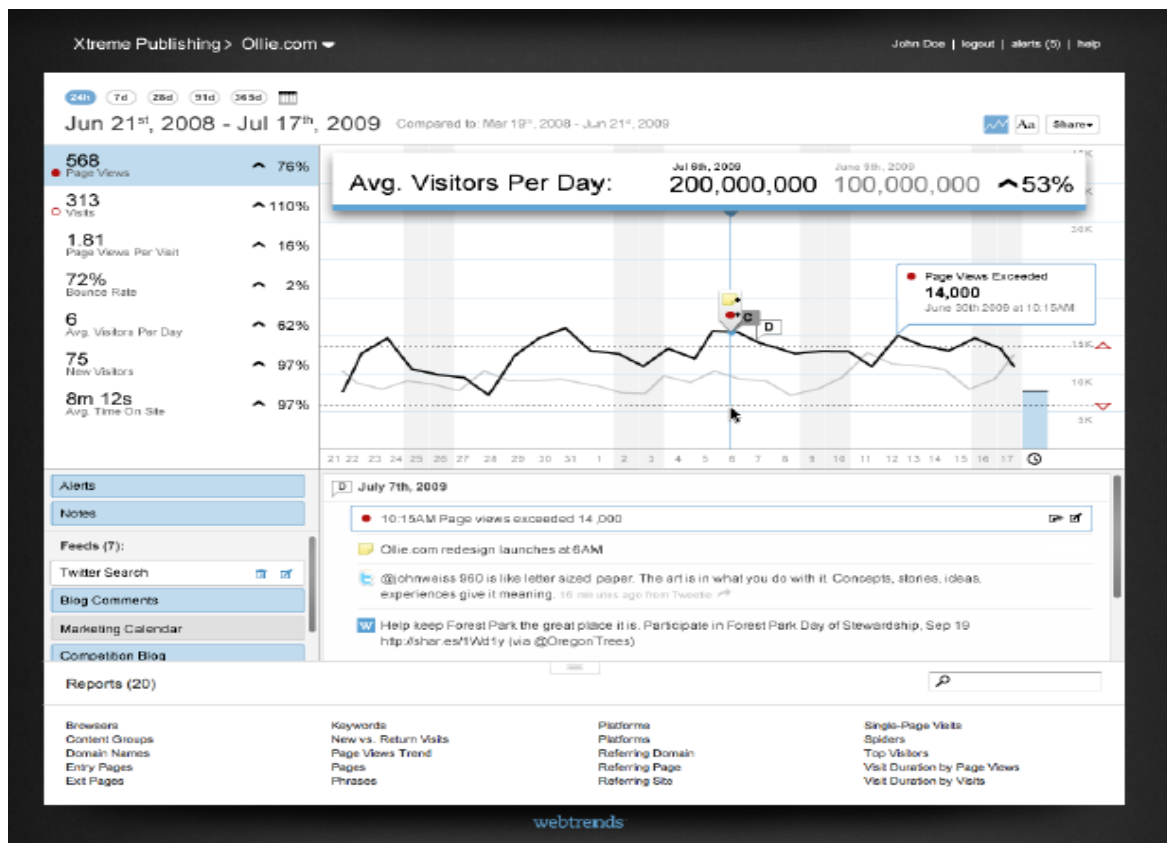 Xtreme Publishing > Ollie.com
John Doe | logout | alerts (5) | help
24h 7d 28d 91d 365d
Jun 21st, 2008 - Jul 17th, 2009 Compared to: Mar 19th, 2008 - Jun 21st, 2009
Aa Share
568 76%
Page Views
313 110%
Visits
1.81 16%
Page Views Per Visit
72% 2%
Bounce Rate
6 62%
Avg. Visitors Per Day
75 97%
New Visitors
8m 12s 97%
Avg. Time On Site
Jul 6th, 2009 June 9th, 2009
Avg. Visitors Per Day: 200,000,000 100,000,000 53%
30K
Page Views Exceeded
14,000
June 30th 2009 at 10:15AM
C
D
15K
10K
5K
21 22 23 24 25 26 27 28 29 30 31 1 2 3 4 5 6 7 8 9 10 11 12 13 14 15 16 17
Alerts
Notes
Feeds (7):
Twitter Search
Blog Comments
Marketing Calendar
Competition Blog
D July 7th, 2009
10:15AM Page views exceeded 14 ,000
Ollie.com redesign launches at 6AM
@johnweiss 960 is like letter sized paper. The art is in what you do with it. Concepts, stories, ideas,
experiences give it meaning. 16 minutes ago from Tweetie
W Help keep Forest Park the great place it is. Participate in Forest Park Day of Stewardship, Sep 19
http://shar.es/1Wd1y (via @OregonTrees)
Reports (20)
Browsers
Content Groups
Domain Names
Entry Pages
Exit Pages
Keywords
New vs. Return Visits
Page Views Trend
Pages
Phrases
Platforms
Platforms
Referring Domain
Referring Page
Referring Site
Single-Page Visits
Spiders
Top Visitors
Visit Duration by Page Views
Visit Duration by Visits
webtrends